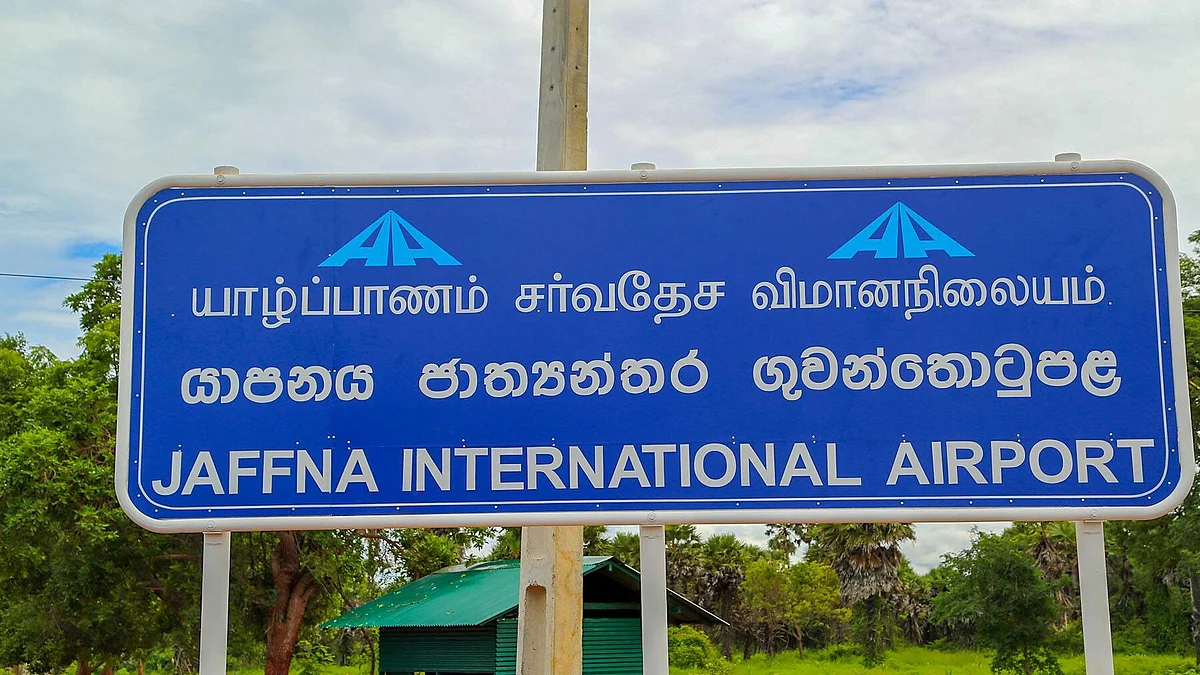 யாழ்ப்பாணம் சர்வதேச விமானநிலையம்
යාපනය ජාත්‍යන්තර ගුවන්තොටුපළ
JAFFNA INTERNATIONAL AIRPORT